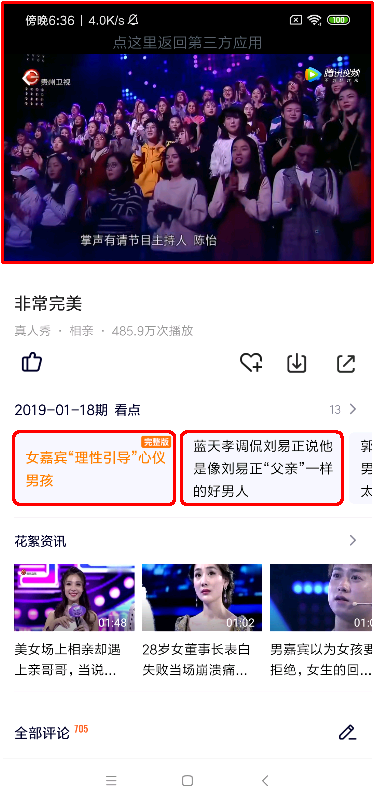 傍晚6:36 | 4.0K/s
100
点这里返回第三方应用
贵州卫视
腾讯视频
掌声有请节目主持人 陈怡
非常完美
真人秀 · 相亲 · 485.9万次播放
2019-01-18期 看点
13
完整版
女嘉宾“理性引导”心仪
男孩
蓝天孝调侃刘易正说他
是像刘易正“父亲”一样
的好男人
郭
男
太
花絮资讯
01:48
01:02
美女场上相亲却遇
上亲哥哥，当说...
28岁女董事长表白
失败当场崩溃痛...
男嘉宾以为女孩要
拒绝，女生的回...
全部评论 705